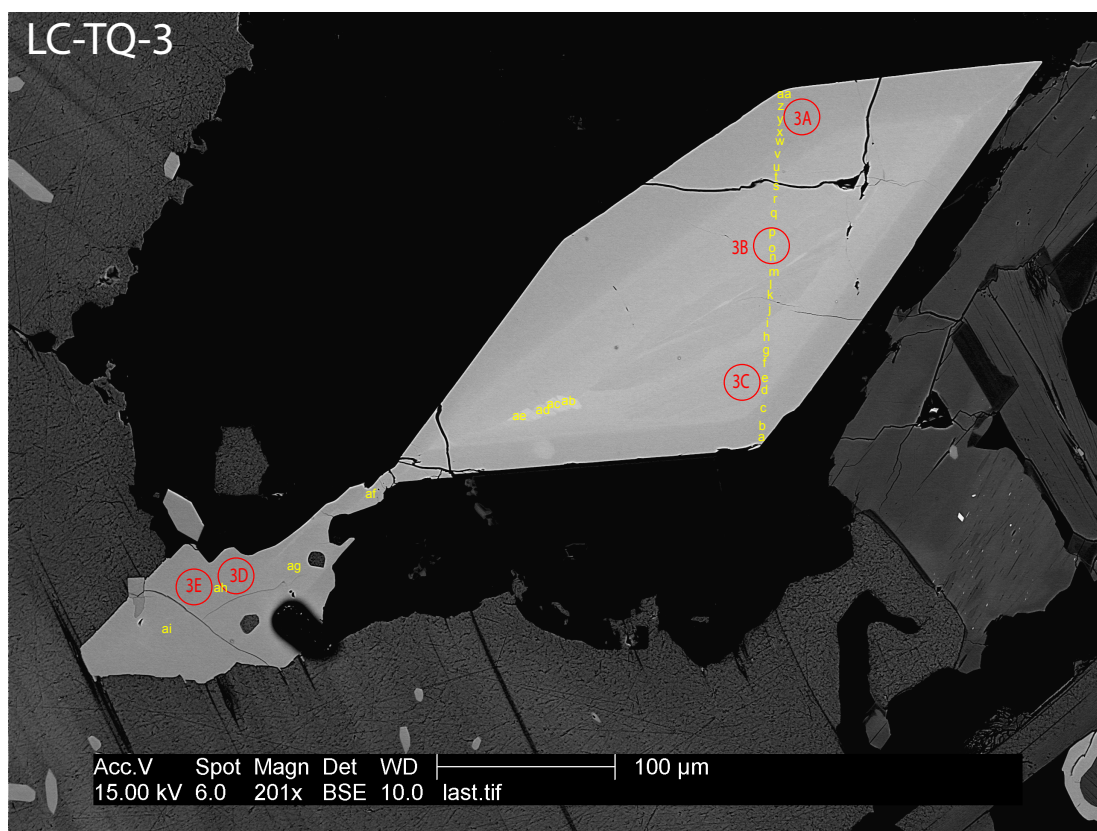 LC-TQ-3
aa
z
3A
y
x
w
v
u
t
s
r
q
p
3B
o
n
m
l
k
j
i
h
g
f
3C
e
d
c
b
a
ae ad ac ab
af
ag
3E ah 3D
ai
Acc.V Spot Magn Det WD 100 µm
15.00 kV 6.0 201x BSE 10.0 last.tif